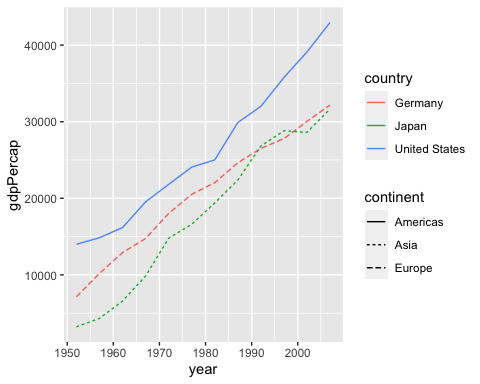 40000
30000
20000
10000
gdpPercap
1950 1960 1970 1980 1990 2000
year
country
Germany
Japan
United States
continent
Americas
Asia
Europe